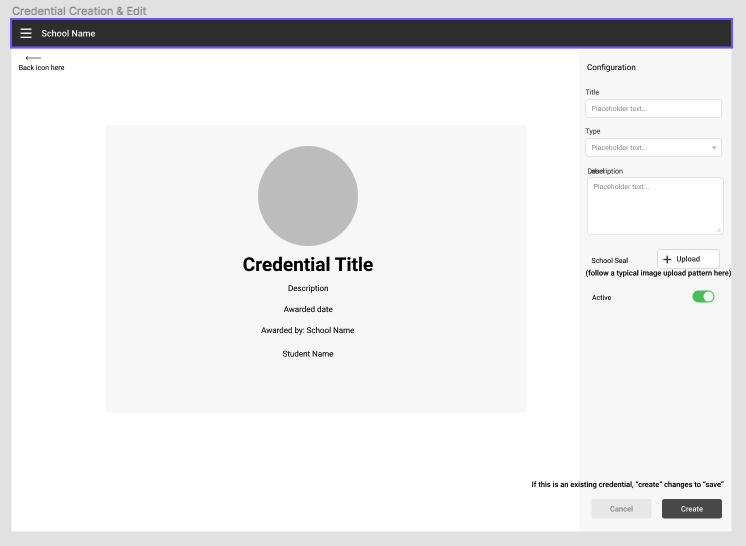 Credential Creation & Edit
School Name
Back icon here
Credential Title
Description
Awarded date
Awarded by: School Name
Student Name
Configuration
Title
Placeholder text...
Type
Placeholder text...
Description
Placeholder text...
School Seal
Upload
(follow a typical image upload pattern here)
Active
If this is an existing credential, “create” changes to “save”
Cancel
Create